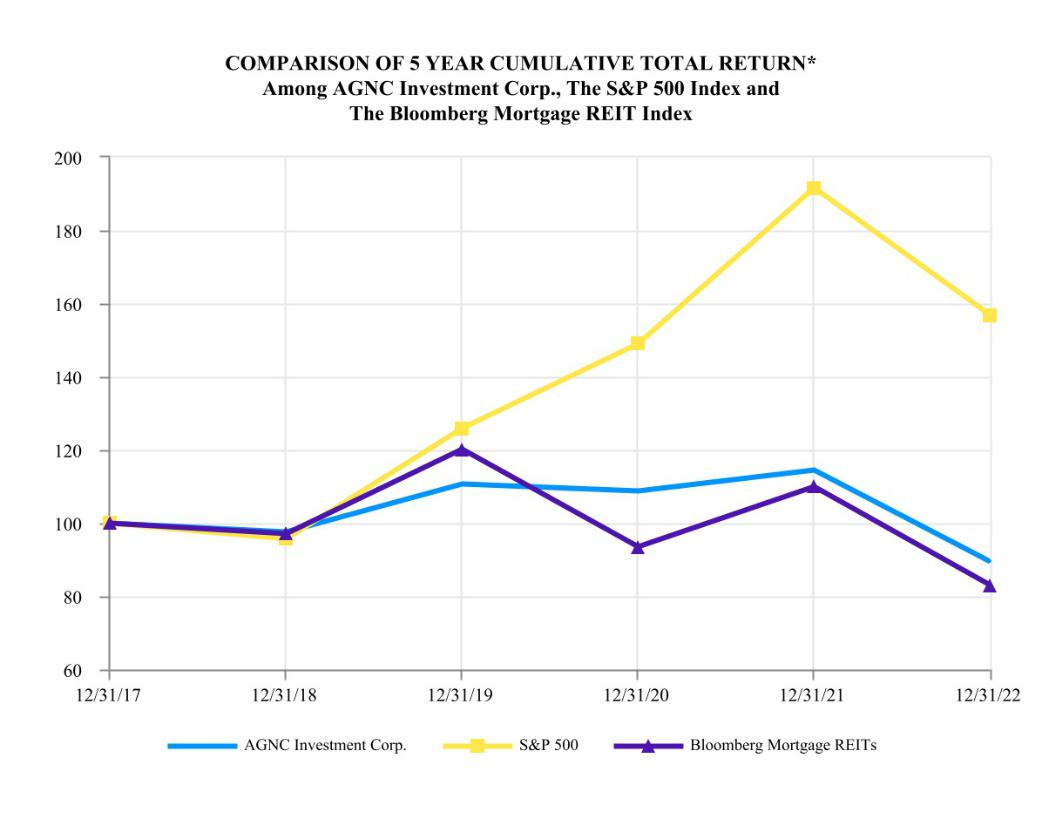 COMPARISON OF 5 YEAR CUMULATIVE TOTAL RETURN*
Among AGNC Investment Corp., The S&P 500 Index and
The Bloomberg Mortgage REIT Index
200
180
160
140
120
100
80
60
12/31/17 12/31/18 12/31/19 12/31/20 12/31/21 12/31/22
AGNC Investment Corp. S&P 500 Bloomberg Mortgage REITs